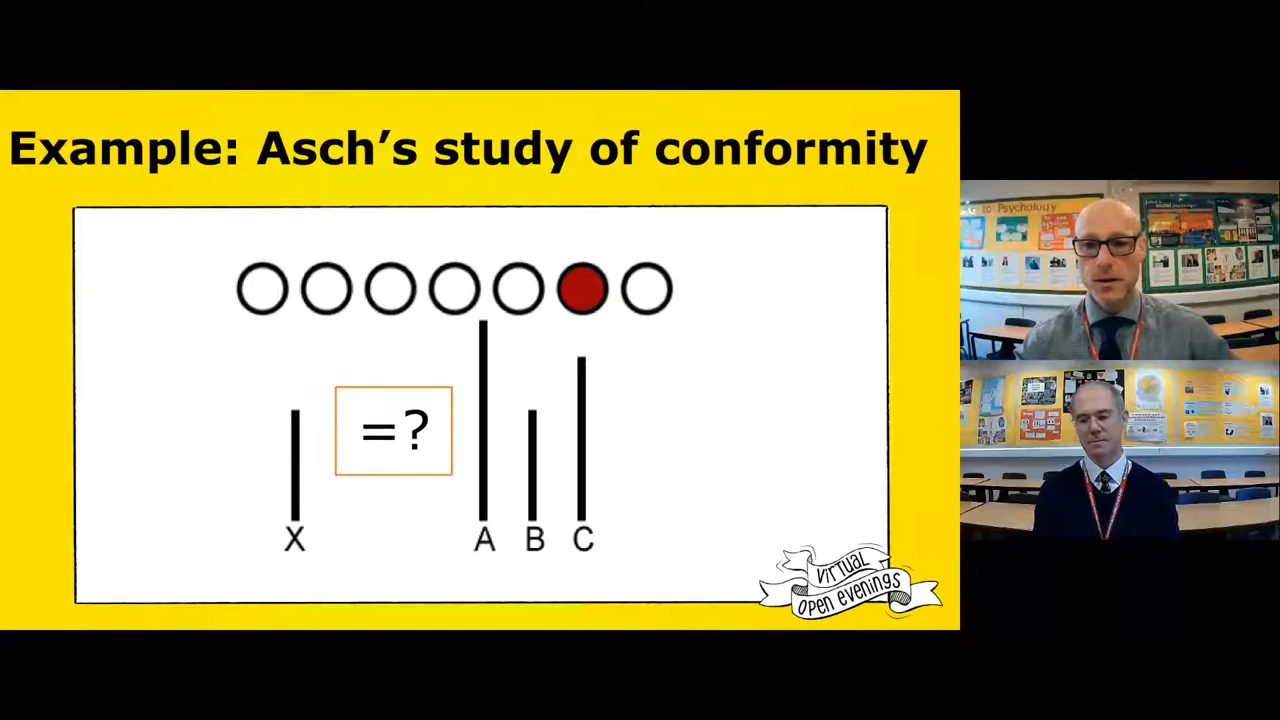 Example: Asch’s study of conformity
=?
X
A B C
virtual
open evenings
to Psychology